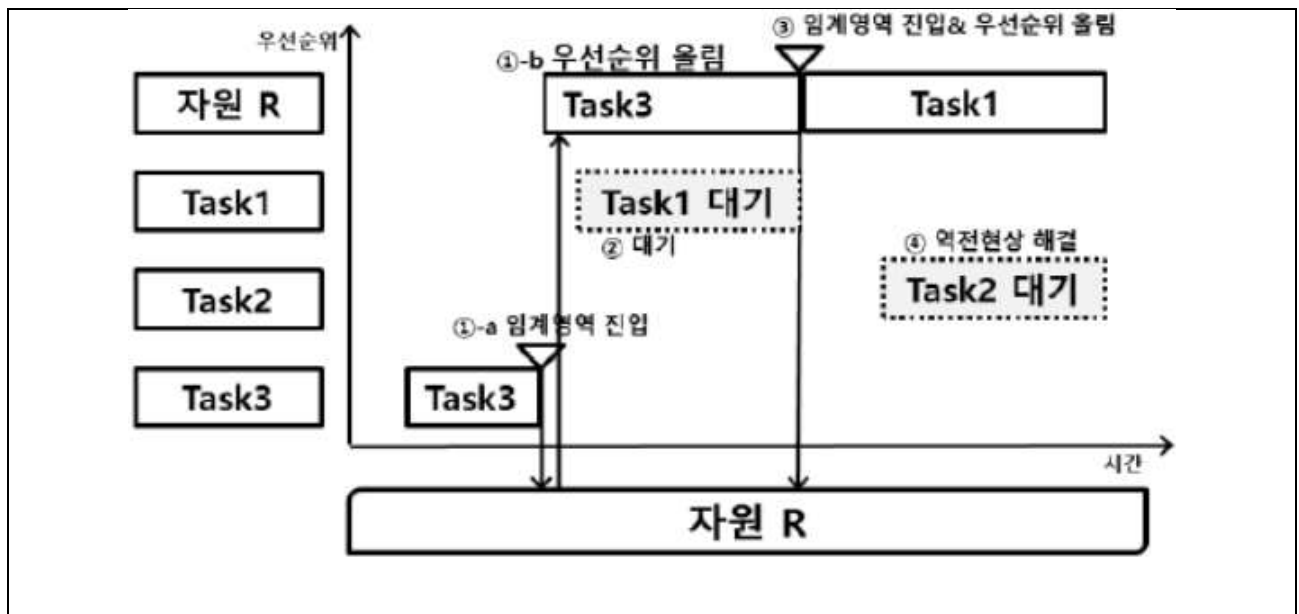 ③ 임계영역 진입& 우선순위 올림
우선순위
①-b 우선순위 올림
자원 R
Task3
Task1
Task1
Task1 대기
② 대기
④ 역전현상 해결
Task2
Task2 대기
①-a 임계영역 진입
Task3
Task3
시간
자원 R